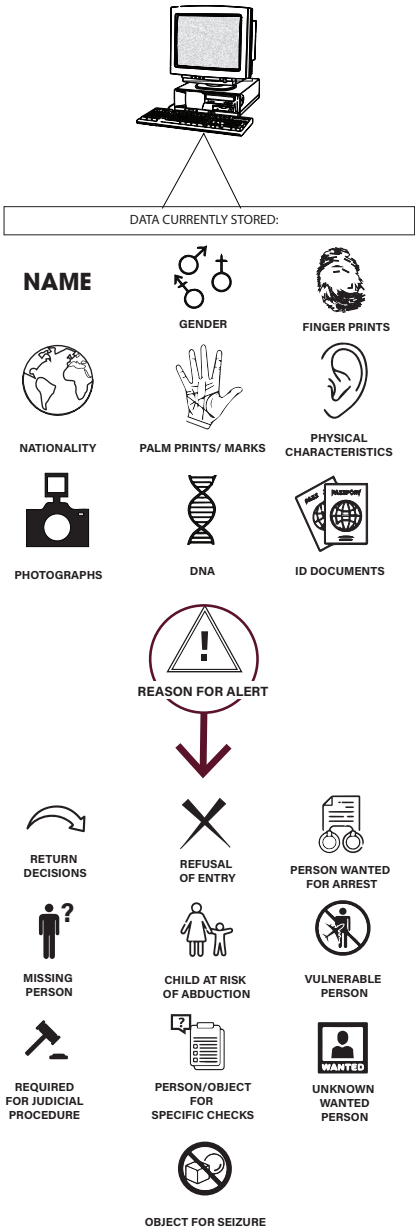 DATA CURRENTLY STORED:
NAME
GENDER
FINGER PRINTS
NATIONALITY
PALM PRINTS/ MARKS
PHYSICAL
CHARACTERISTICS
PASSPORT
PHOTOGRAPHS
DNA
ID DOCUMENTS
!
REASON FOR ALERT
RETURN
DECISIONS
REFUSAL
OF ENTRY
PERSON WANTED
FOR ARREST
?
MISSING
PERSON
CHILD AT RISK
OF ABDUCTION
VULNERABLE
PERSON
?
WANTED
REQUIRED
FOR JUDICIAL
PROCEDURE
PERSON/OBJECT
FOR
SPECIFIC CHECKS
UNKNOWN
WANTED
PERSON
OBJECT FOR SEIZURE